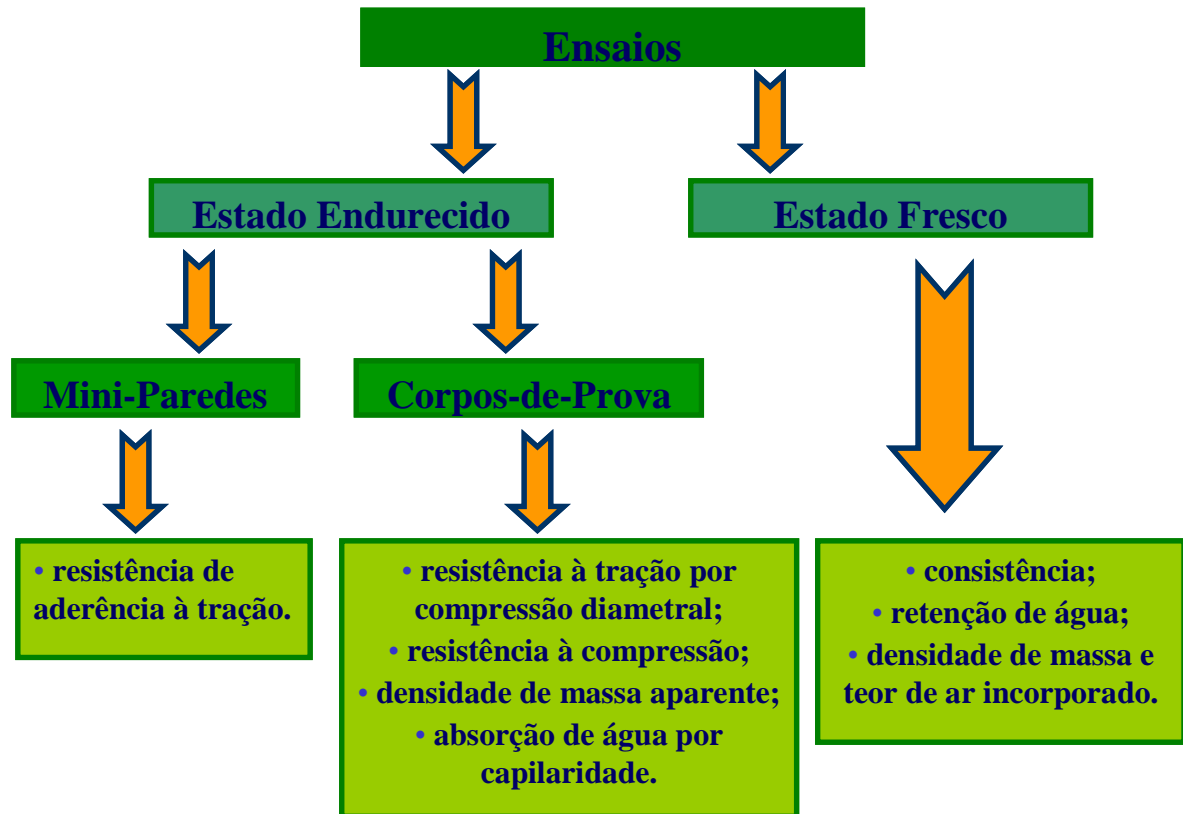 Ensaios
Estado Endurecido
Estado Fresco
Mini-Paredes
Corpos-de-Prova
• resistência de
aderência à tração.
• resistência à tração por
compressão diametral;
• resistência à compressão;
• densidade de massa aparente;
• absorção de água por
capilaridade.
• consistência;
• retenção de água;
• densidade de massa e
teor de ar incorporado.